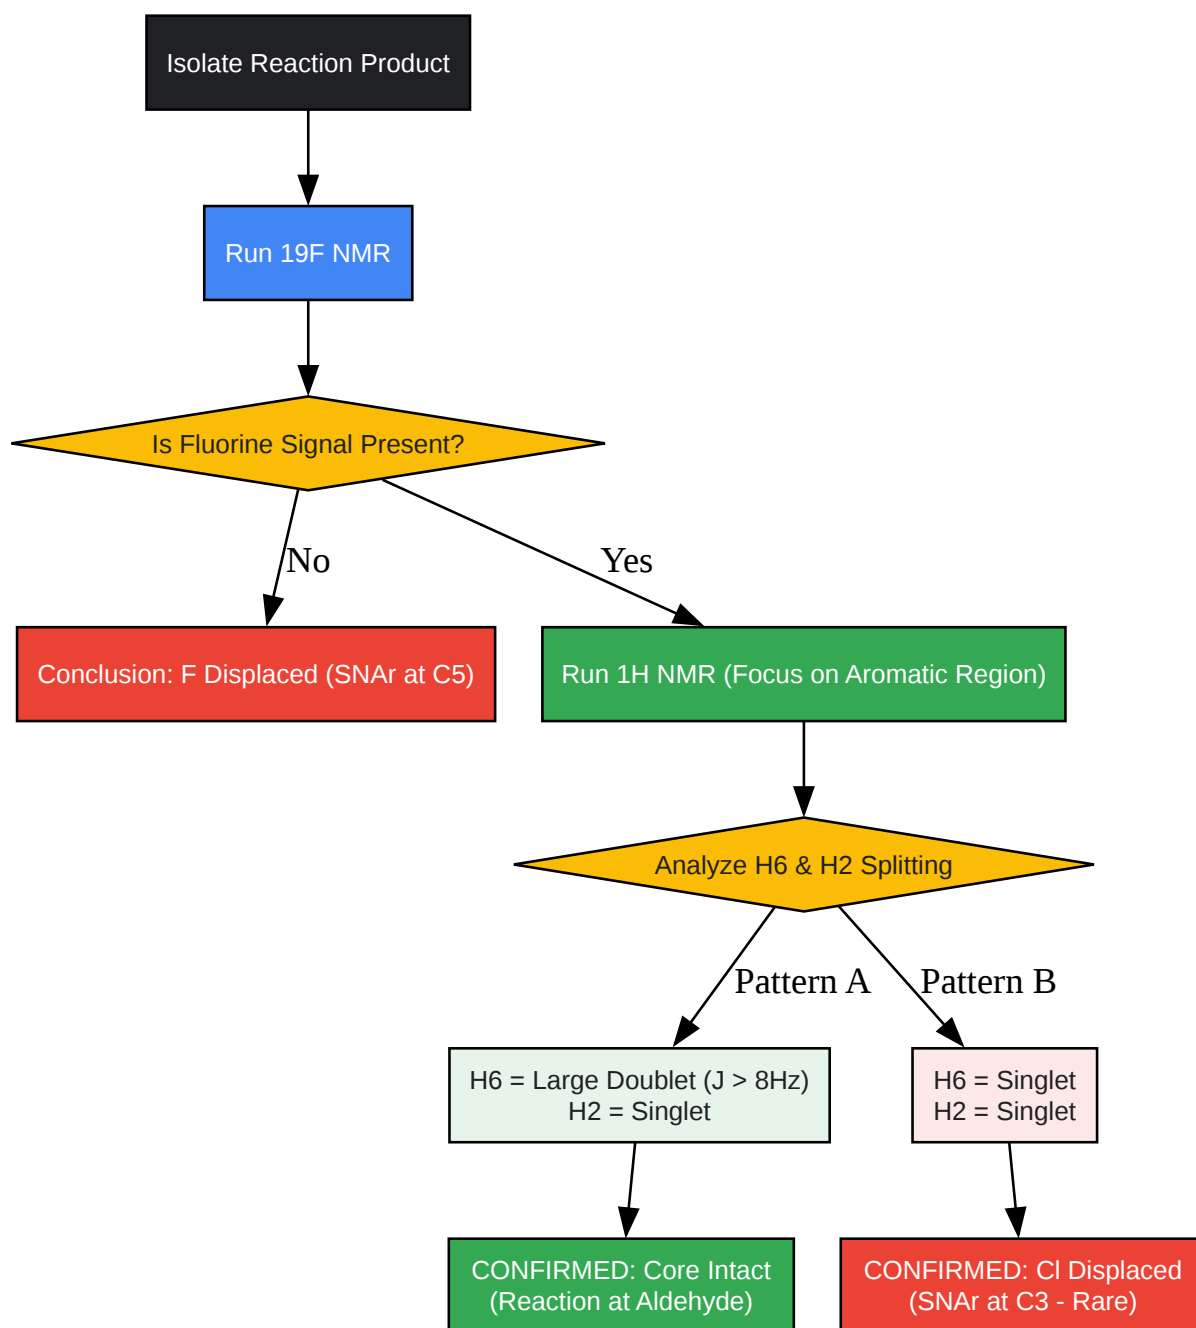 Isolate Reaction Product
Run 19F NMR
Is Fluorine Signal Present?
No
Yes
Conclusion: F Displaced (SNAr at C5)
Run 1H NMR (Focus on Aromatic Region)
Analyze H6 & H2 Splitting
Pattern A
Pattern B
H6 = Large Doublet (J > 8Hz)
H2 = Singlet
H6 = Singlet
H2 = Singlet
CONFIRMED: Core Intact
(Reaction at Aldehyde)
CONFIRMED: Cl Displaced
(SNAr at C3 - Rare)